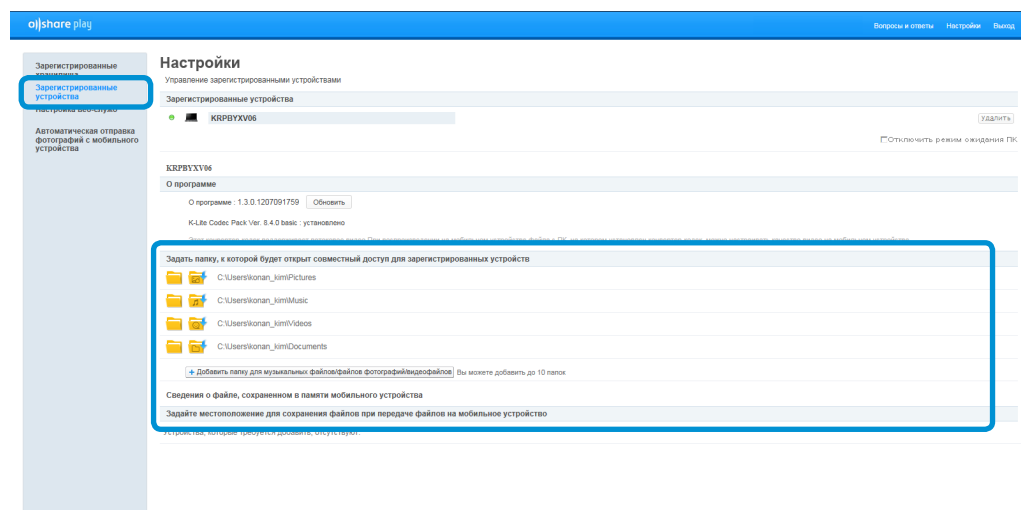 allshare play
Вопросы и ответы Настройки Выход
Зарегистрированные
хранилища
Зарегистрированные
устройства
Настройка веб-служб
Автоматическая отправка
фотографий с мобильного
устройства
Настройки
Управление зарегистрированными устройствами
Зарегистрированные устройства
KRPBYXV06
Удалить
Отключить режим ожидания ПК
KRPBYXV06
О программе
О программе : 1.3.0.1207091759 Обновить
K-Lite Codec Pack Ver. 8.4.0 basic : установлено
Задать папку, к которой будет открыт совместный доступ для зарегистрированных устройств
C:\Users\konan_kim\Pictures
C:\Users\konan_kim\Music
C:\Users\konan_kim\Videos
C:\Users\konan_kim\Documents
+ Добавить папку для музыкальных файлов/файлов фотографий/видеофайлов Вы можете добавить до 10 папок
Сведения о файле, сохраненном в памяти мобильного устройства
Задайте местоположение для сохранения файлов при передаче файлов на мобильное устройство
Устройства, которые требуется добавить, отсутствуют.